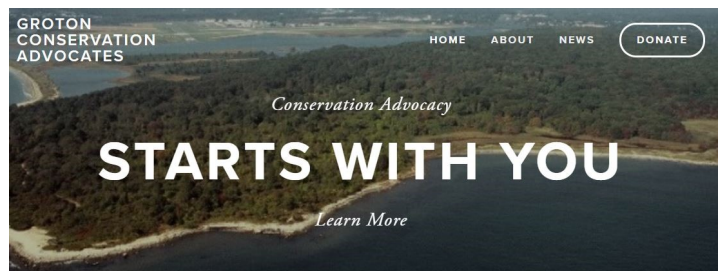 GROTON
CONSERVATION
ADVOCATES
HOME ABOUT NEWS DONATE
Conservation Advocacy
STARTS WITH YOU
Learn More